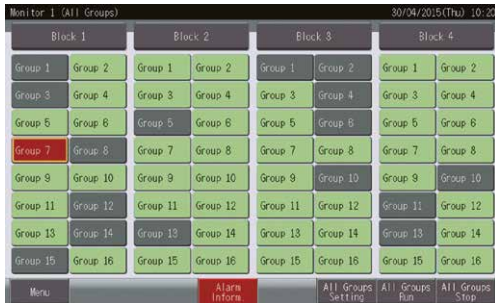 Monitor 1 (All Groups) 30/04/2015(Thu) 10:20
Block 1 Block 2 Block 3 Block 4
Group 1 Group 2 Group 1 Group 2 Group 1 Group 2 Group 1 Group 2
Group 3 Group 4 Group 3 Group 4 Group 3 Group 4 Group 3 Group 4
Group 5 Group 6 Group 5 Group 6 Group 5 Group 6 Group 5 Group 6
Group 7 Group 8 Group 7 Group 8 Group 7 Group 8 Group 7 Group 8
Group 9 Group 10 Group 9 Group 10 Group 9 Group 10 Group 9 Group 10
Group 11 Group 12 Group 11 Group 12 Group 11 Group 12 Group 11 Group 12
Group 13 Group 14 Group 13 Group 14 Group 13 Group 14 Group 13 Group 14
Group 15 Group 16 Group 15 Group 16 Group 15 Group 16 Group 15 Group 16
Menu Alarm Inform All Groups Setting All Groups Run All Groups Stop